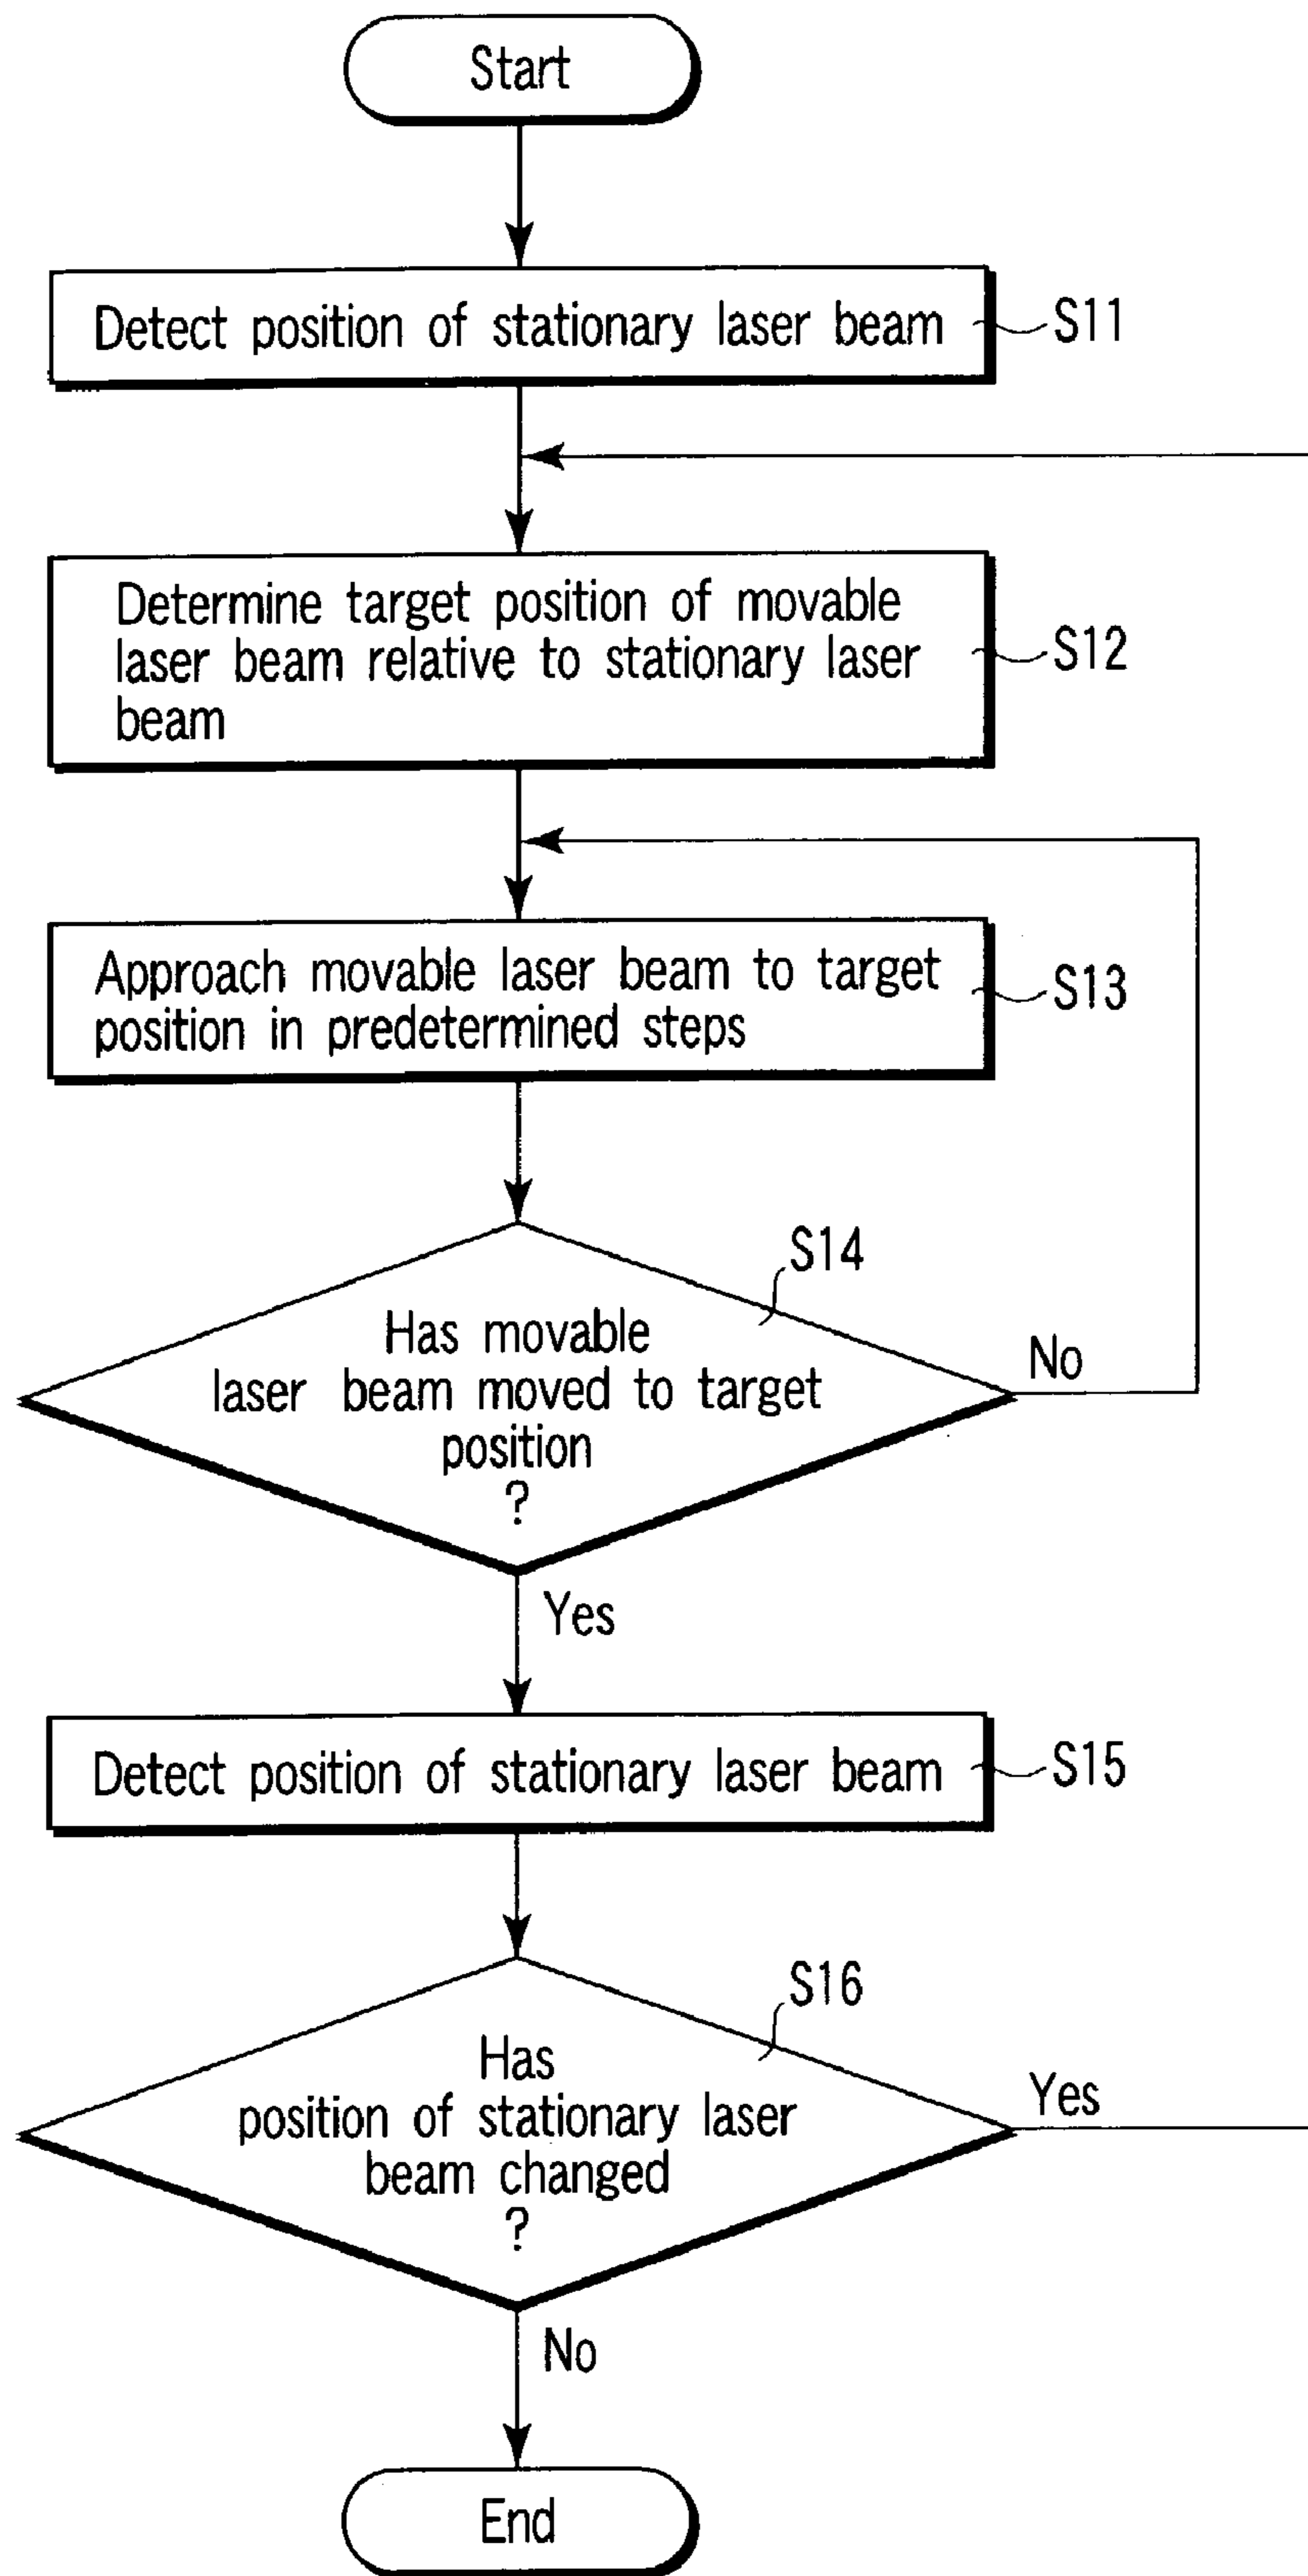 Start
Detect position of stationary laser beam
S11
Determine target position of movable
laser beam relative to stationary laser
beam
S12
Approach movable laser beam to target
position in predetermined steps
S13
S14
Has movable
laser beam moved to target
position
?
No
Yes
Detect position of stationary laser beam
S15
S16
Has
position of stationary laser
beam changed
?
Yes
No
End